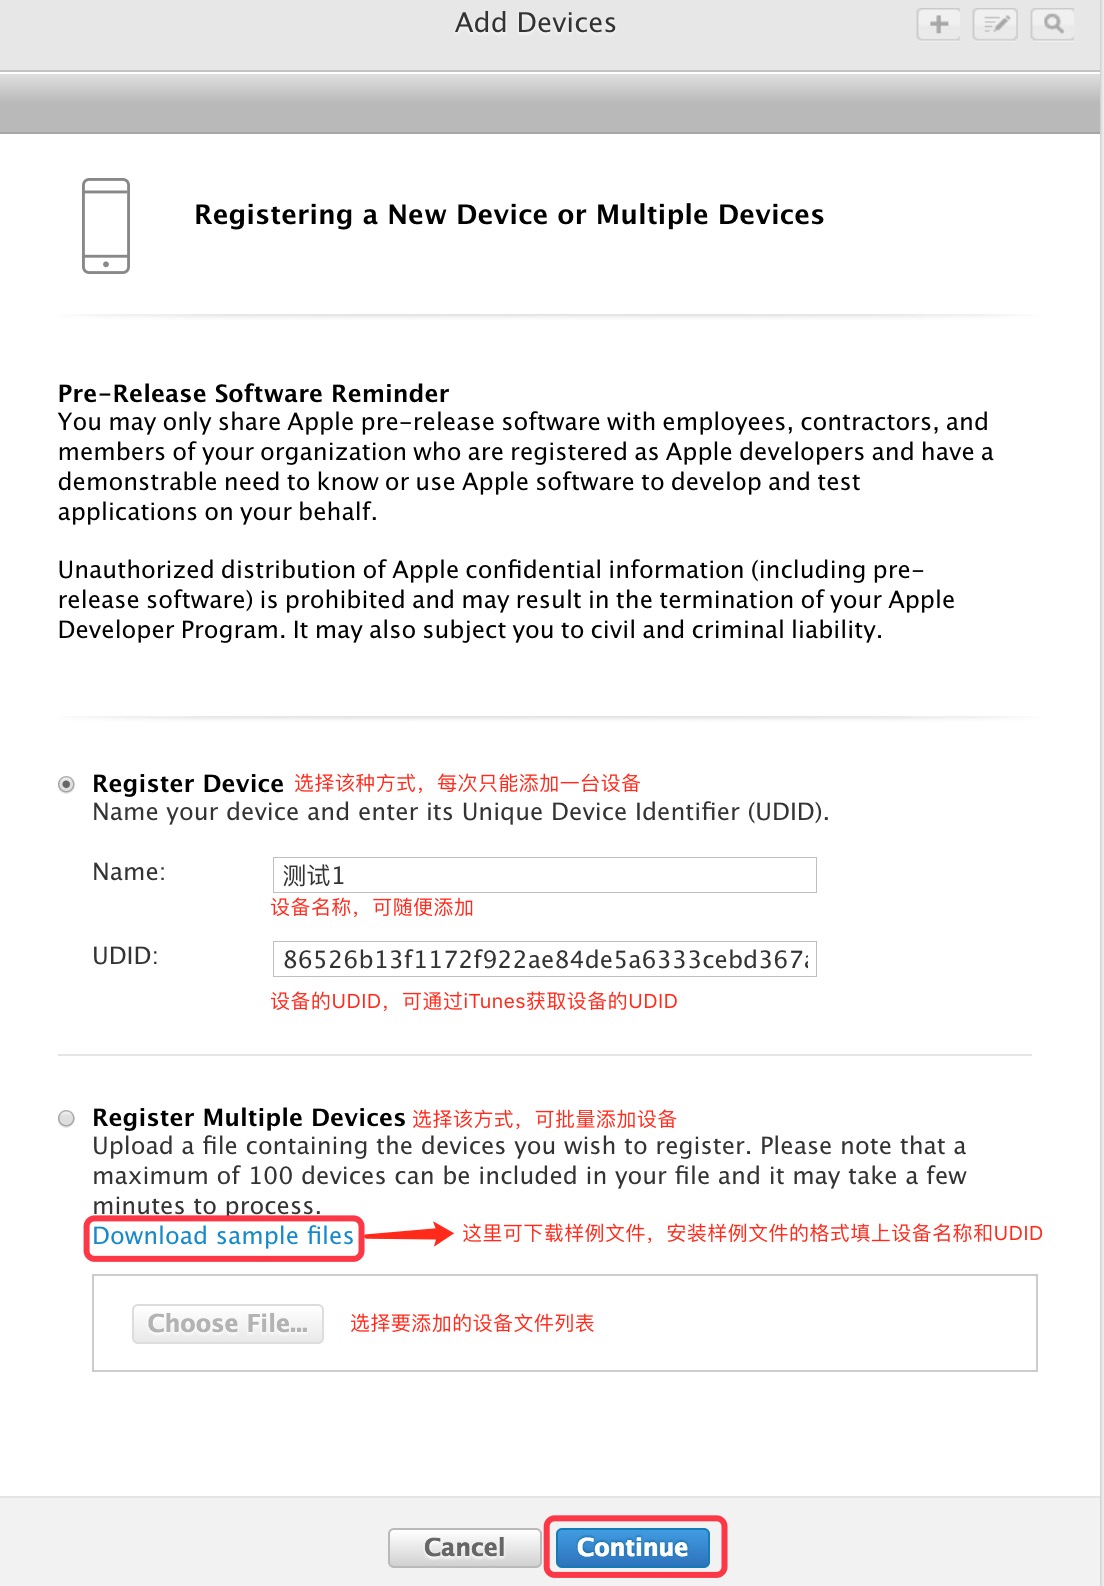 Add Devices
Registering a New Device or Multiple Devices
Pre-Release Software Reminder
You may only share Apple pre-release software with employees, contractors, and
members of your organization who are registered as Apple developers and have a
demonstrable need to know or use Apple software to develop and test
applications on your behalf.
Unauthorized distribution of Apple confidential information (including pre-
release software) is prohibited and may result in the termination of your Apple
Developer Program. It may also subject you to civil and criminal liability.
Register Device 选择该种方式，每次只能添加一台设备
Name your device and enter its Unique Device Identifier (UDID).
Name: 测试1
设备名称，可随便添加
UDID: 86526b13f1172f922ae84de5a6333cebd367a
设备的UDID，可通过iTunes获取设备的UDID
Register Multiple Devices 选择该方式，可批量添加设备
Upload a file containing the devices you wish to register. Please note that a
maximum of 100 devices can be included in your file and it may take a few
minutes to process.
Download sample files 这里可下载样例文件，安装样例文件的格式填上设备名称和UDID
Choose File... 选择要添加的设备文件列表
Cancel Continue